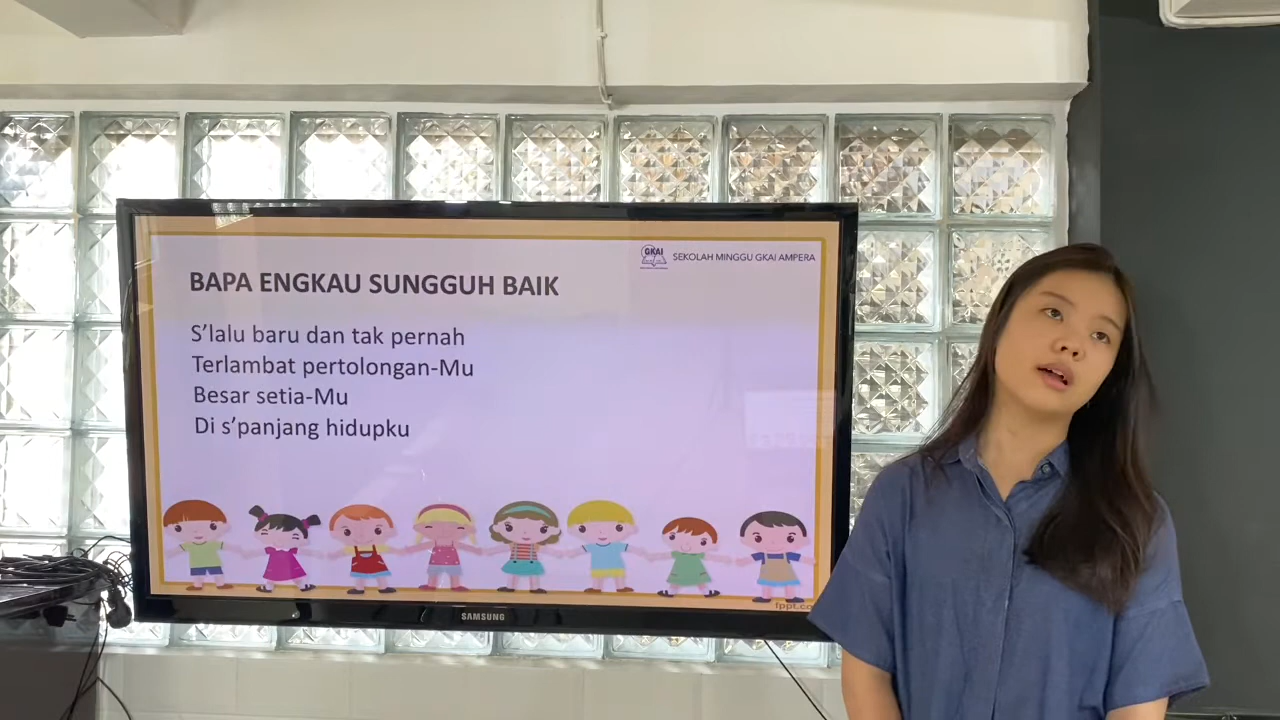 GKAI
SEKOLAH MINGGU GKAI AMPERA
BAPA ENGKAU SUNGGUH BAIK
S’lalu baru dan tak pernah
Terlambat pertolongan-Mu
Besar setia-Mu
Di s’panjang hidupku
SAMSUNG